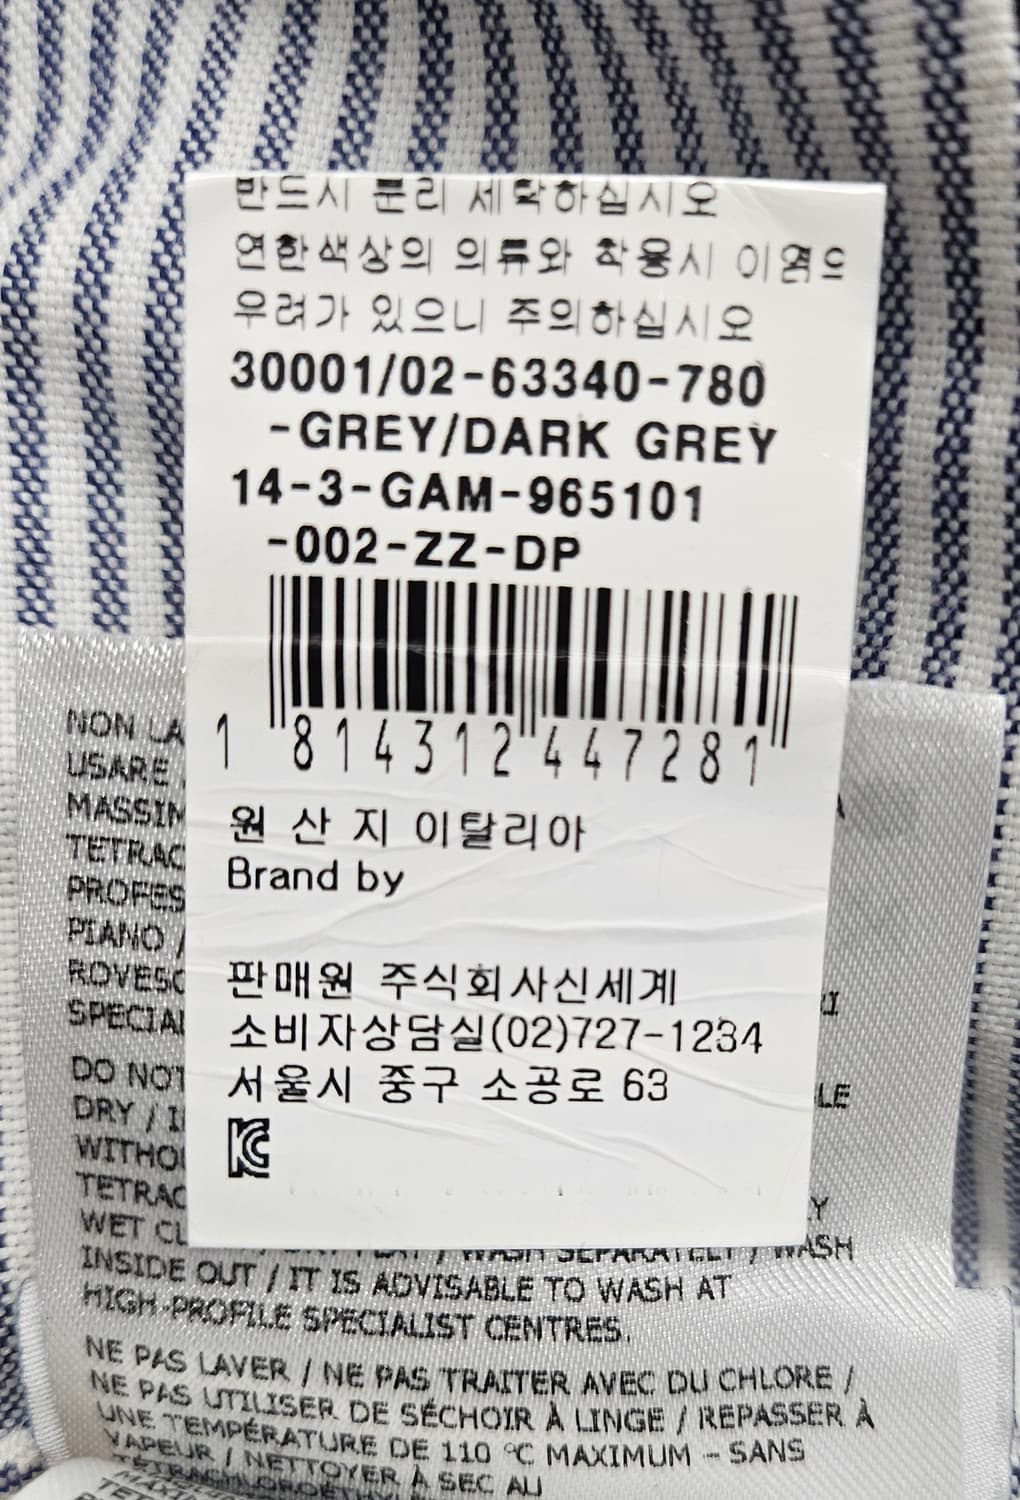 반드시 분리 세탁하십시오
연한색상의 의류와 착용시 이염으
우려가 있으니 주의하십시오
30001/02-63340-780
-GREY/DARK GREY
14-3-GAM-965101
-002-ZZ-DP
1 814312 447281
원 산 지 이탈리아
Brand by
판매원 주식회사신세계
소비자상담실(02)727-1234
서울시 중구 소공로 63
NON LA
USARE
MASSIM
TETRAC
PROFES
PIANO /
ROVESC
SPECIAL
DO NOT
DRY / I
WITHO
TETRAC
WET CL
WASH SEPARATELY / WASH
INSIDE OUT / IT IS ADVISABLE TO WASH AT
HIGH-PROFILE SPECIALIST CENTRES.
NE PAS LAVER / NE PAS TRAITER AVEC DU CHLORE /
NE PAS UTILISER DE SÉCHOIR À LINGE / REPASSER À
UNE TEMPÉRATURE DE 110 °C MAXIMUM – SANS
VAPEUR / NETTOYER À SEC AU